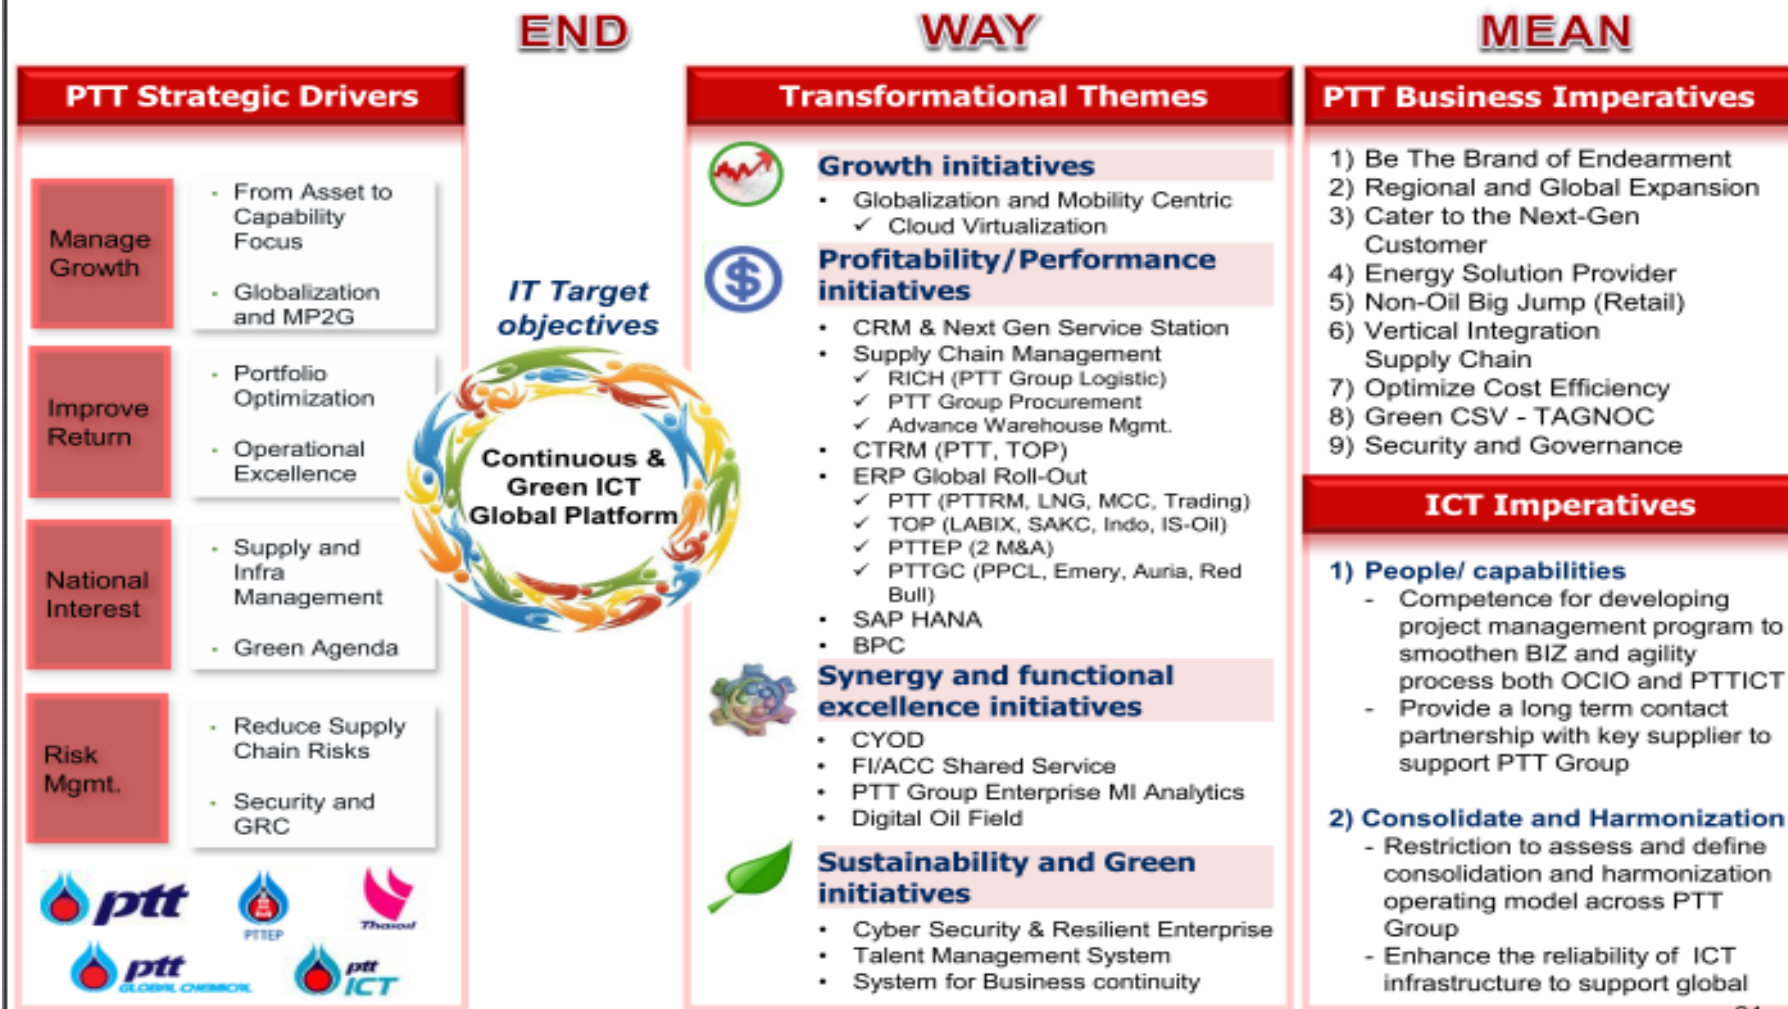 END
WAY
MEAN
PTT Strategic Drivers
Manage
Growth
· From Asset to
Capability
Focus
· Globalization
and MP2G
Improve
Return
· Portfolio
Optimization
· Operational
Excellence
National
Interest
· Supply and
Infra
Management
· Green Agenda
Risk
Mgmt.
· Reduce Supply
Chain Risks
· Security and
GRC
ptt
PTTEP
Thaioil
ptt
GLOBAL CHEMICAL
ptt
ICT
IT Target
objectives
Continuous &
Green ICT
Global Platform
Transformational Themes
Growth initiatives
• Globalization and Mobility Centric
✓ Cloud Virtualization
Profitability/Performance
initiatives
• CRM & Next Gen Service Station
• Supply Chain Management
✓ RICH (PTT Group Logistic)
✓ PTT Group Procurement
✓ Advance Warehouse Mgmt.
• CTRM (PTT, TOP)
• ERP Global Roll-Out
✓ PTT (PTTRM, LNG, MCC, Trading)
✓ TOP (LABIX, SAKC, Indo, IS-Oil)
✓ PTTEP (2 M&A)
✓ PTTGC (PPCL, Emery, Auria, Red
Bull)
• SAP HANA
• BPC
Synergy and functional
excellence initiatives
• CYOD
• FI/ACC Shared Service
• PTT Group Enterprise MI Analytics
• Digital Oil Field
Sustainability and Green
initiatives
• Cyber Security & Resilient Enterprise
• Talent Management System
• System for Business continuity
PTT Business Imperatives
1) Be The Brand of Endearment
2) Regional and Global Expansion
3) Cater to the Next-Gen
Customer
4) Energy Solution Provider
5) Non-Oil Big Jump (Retail)
6) Vertical Integration
Supply Chain
7) Optimize Cost Efficiency
8) Green CSV - TAGNOC
9) Security and Governance
ICT Imperatives
1) People/ capabilities
- Competence for developing
project management program to
smoothen BIZ and agility
process both OCIO and PTTICT
- Provide a long term contact
partnership with key supplier to
support PTT Group
2) Consolidate and Harmonization
- Restriction to assess and define
consolidation and harmonization
operating model across PTT
Group
- Enhance the reliability of ICT
infrastructure to support global